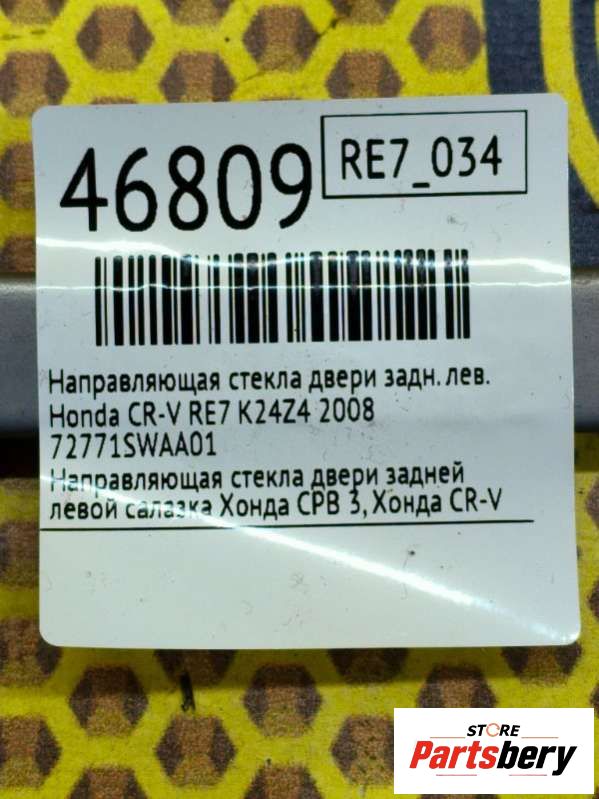 46809
RE7_034
Направляющая стекла двери задн. лев.
Honda CR-V RE7 K24Z4 2008
72771SWAA01
Направляющая стекла двери задней
левой салазка Хонда СРВ 3, Хонда CR-V
STORE
Partsbery